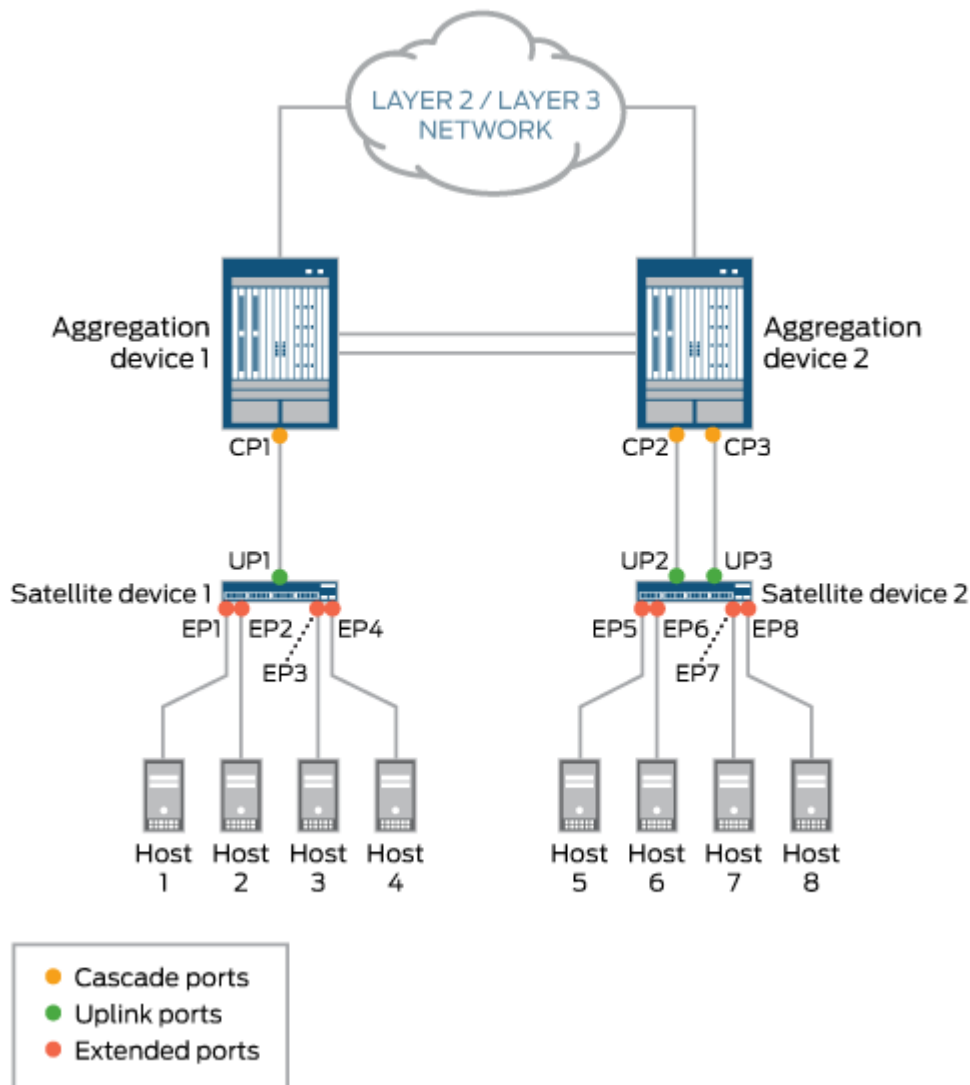 LAYER 2 / LAYER 3
NETWORK
Aggregation
device 1
Aggregation
device 2
CP1
CP2
CP3
UP1
UP2
UP3
Satellite device 1
Satellite device 2
EP1
EP2
EP3
EP4
EP5
EP6
EP7
EP8
Host
1
Host
2
Host
3
Host
4
Host
5
Host
6
Host
7
Host
8
Cascade ports
Uplink ports
Extended ports